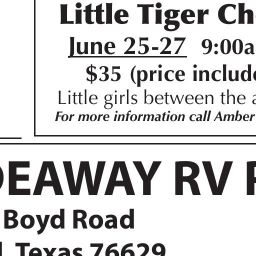 Little Tiger Ch
June 25-27 9:00a
$35 (price include
Little girls between the a
For more information call Amber
DEAWAY RV
Boyd Road
Texas 76629